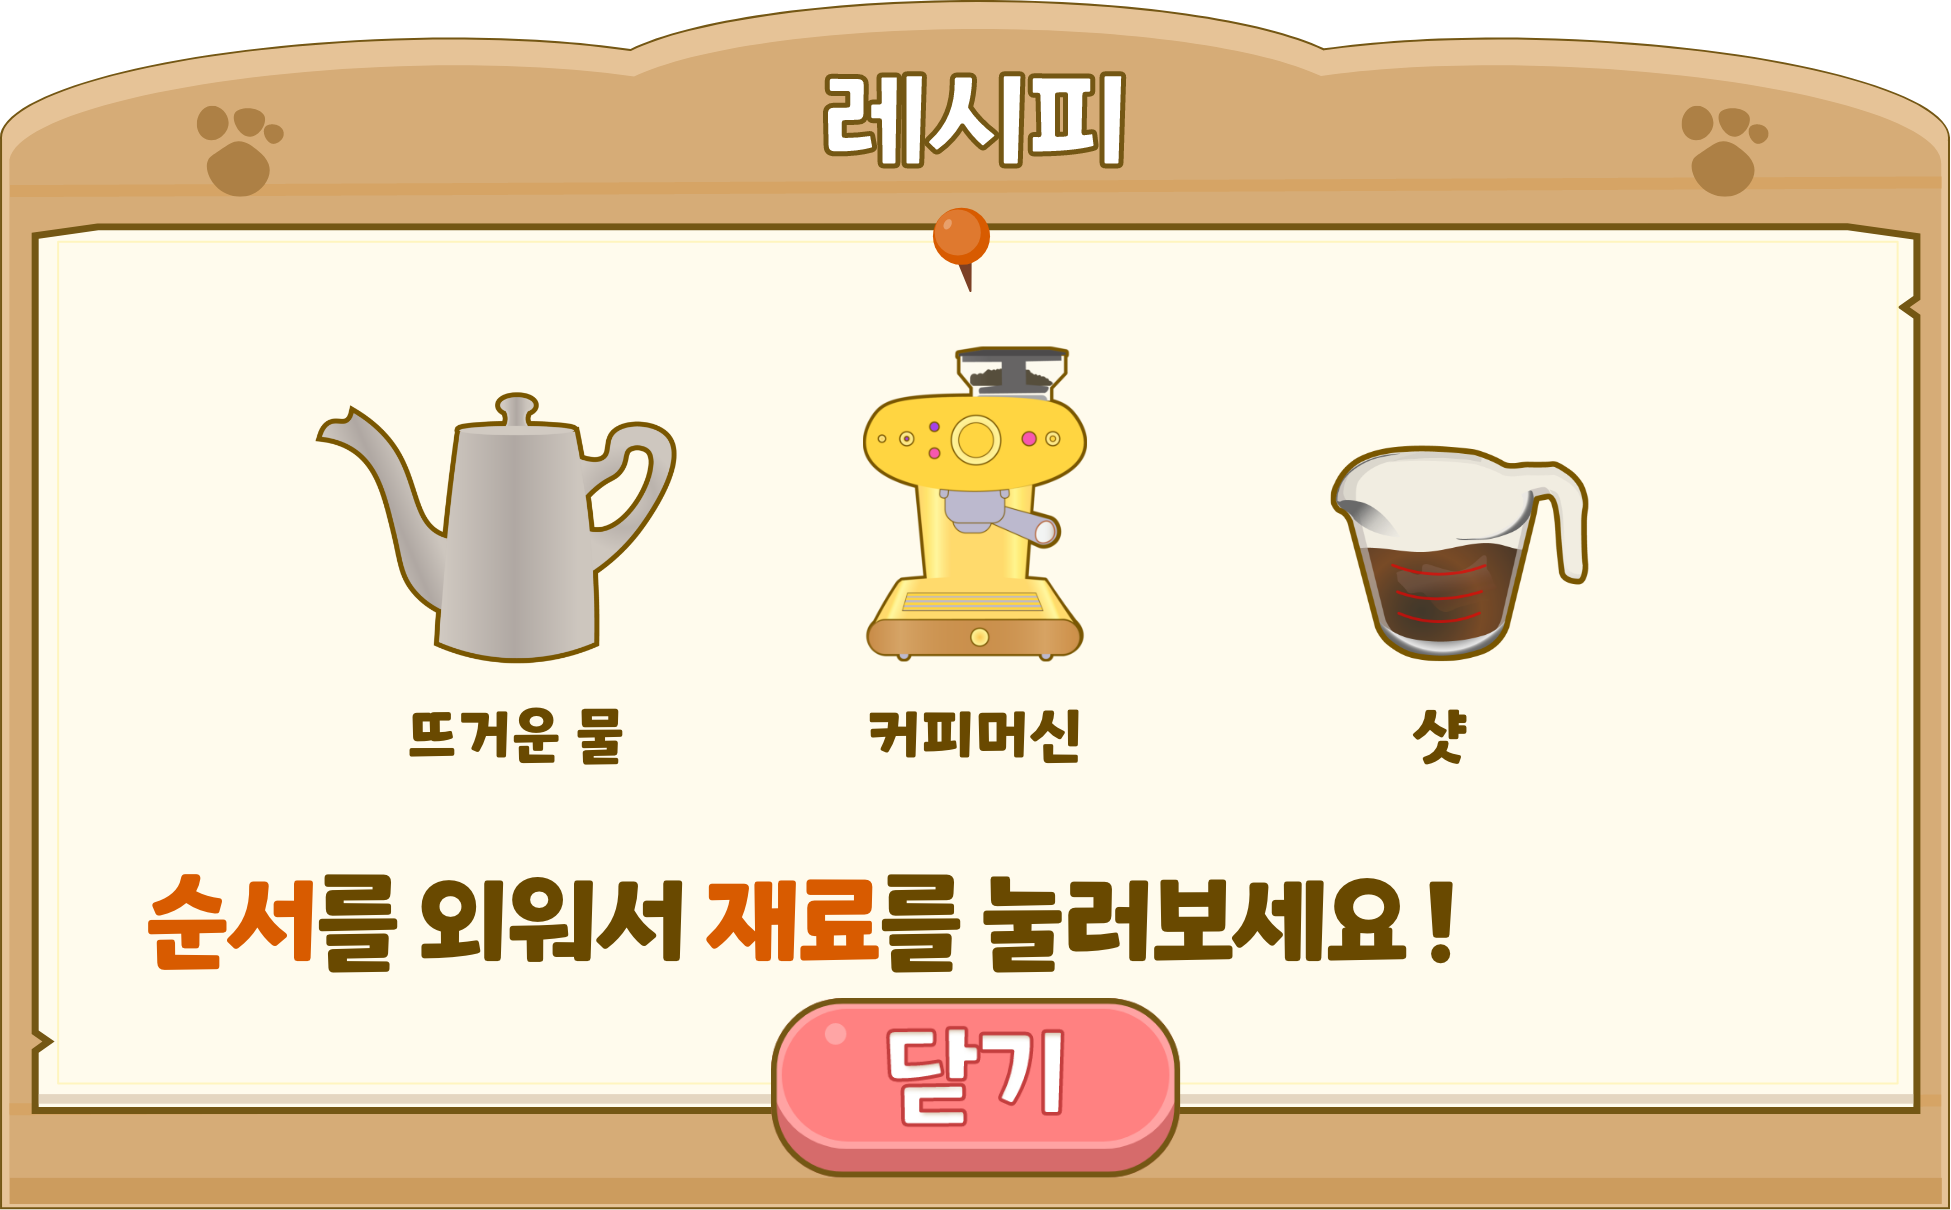 레시피
뜨거운 물
커피머신
샷
순서를 외워서 재료를 눌러보세요!
닫기